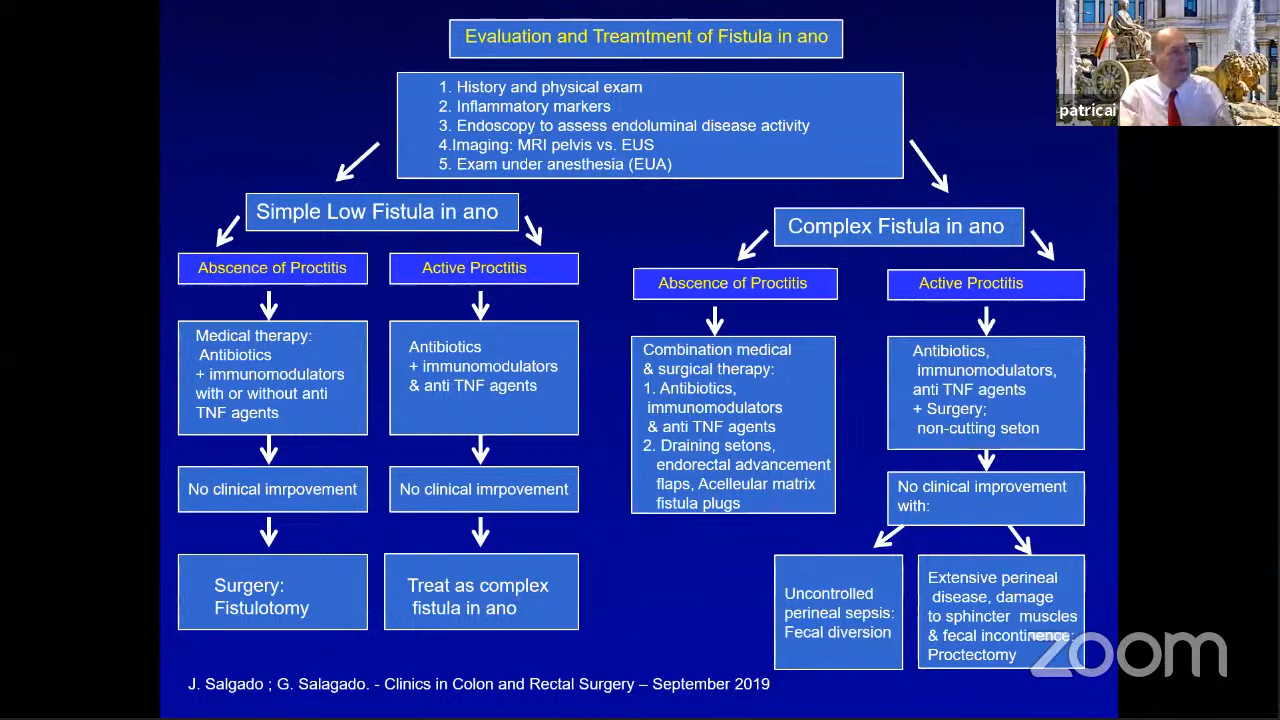 Evaluation and Treamtment of Fistula in ano
1. History and physical exam
2. Inflammatory markers
3. Endoscopy to assess endoluminal disease activity
4.Imaging: MRI pelvis vs. EUS
5. Exam under anesthesia (EUA)
patricai
Simple Low Fistula in ano
Abscence of Proctitis
Medical therapy:
Antibiotics
+ immunomodulators
with or without anti
TNF agents
No clinical imrpovement
Surgery:
Fistulotomy
Active Proctitis
Antibiotics
+ immunomodulators
& anti TNF agents
No clinical imrpovement
Treat as complex
fistula in ano
Complex Fistula in ano
Abscence of Proctitis
Combination medical
& surgical therapy:
1. Antibiotics,
immunomodulators
& anti TNF agents
2. Draining setons,
endorectal advancement
flaps, Acelleular matrix
fistula plugs
Active Proctitis
Antibiotics,
immunomodulators,
anti TNF agents
+ Surgery;
non-cutting seton
No clinical improvement
with:
Uncontrolled
perineal sepsis:
Fecal diversion
Extensive perineal
disease, damage
to sphincter muscles
& fecal incontinence:
Proctectomy
J. Salgado ; G. Salagado. - Clinics in Colon and Rectal Surgery – September 2019
zoom